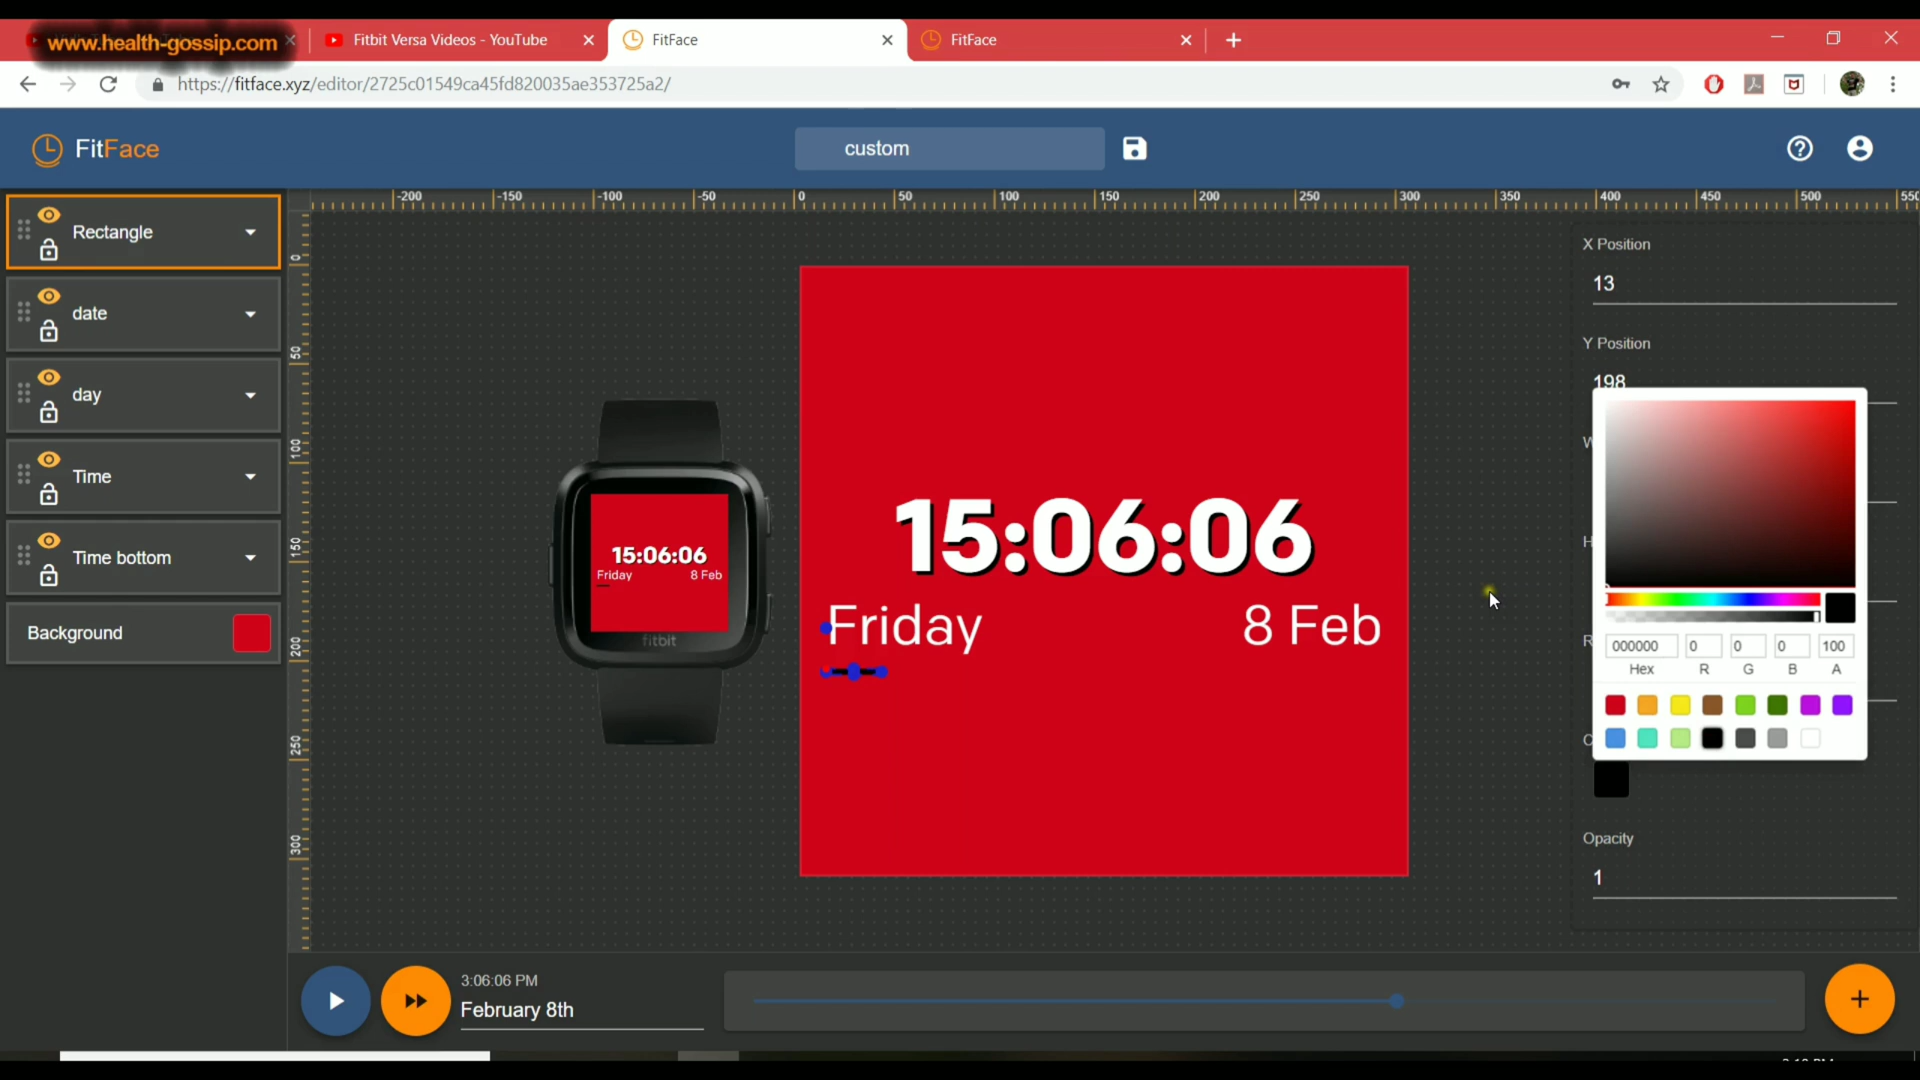 www.health-gossip.com
Fitbit Versa Videos - YouTube
FitFace
FitFace
https://fitface.xyz/editor/2725c01549ca45fd820035ae353725a2/
FitFace
custom
-200 -150 -100 -50 0 50 100 150 200 250 300 350 400 450 500 550
0
50
100
150
200
250
300
Rectangle
date
day
Time
Time bottom
Background
15:06:06
Friday 8 Feb
fitbit
15:06:06
Friday 8 Feb
X Position
13
Y Position
198
W
H
R
000000 0 0 0 100
Hex R G B A
C
Opacity
1
3:06:06 PM
February 8th